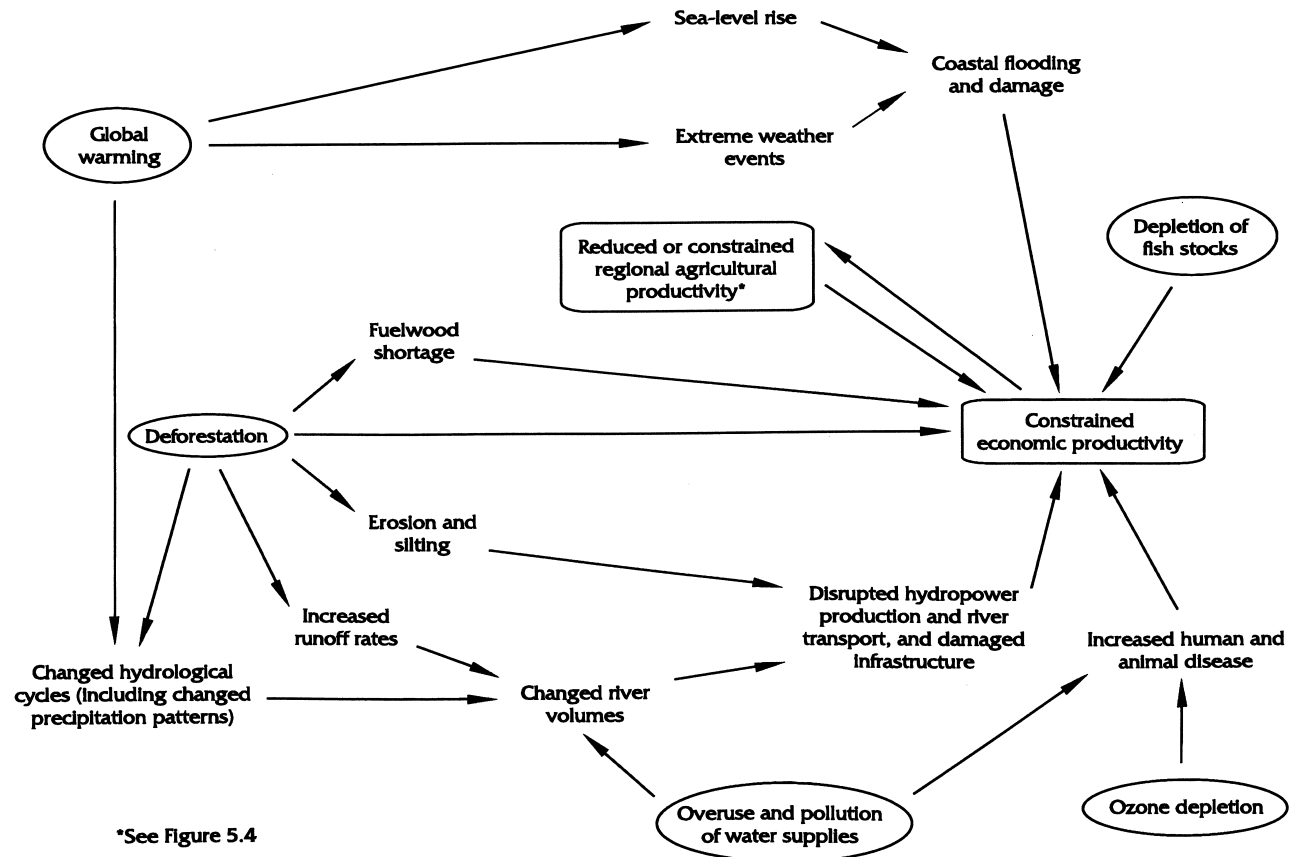 Sea-level rise
Coastal flooding
and damage
Global
warming
Extreme weather
events
Depletion of
fish stocks
Reduced or constrained
regional agricultural
productivity*
Fuelwood
shortage
Constrained
economic productivity
Deforestation
Erosion and
silting
Disrupted hydropower
production and river
transport, and damaged
infrastructure
Increased
runoff rates
Increased human and
animal disease
Changed hydrological
cycles (including changed
precipitation patterns)
Changed river
volumes
Overuse and pollution
of water supplies
Ozone depletion
*See Figure 5.4